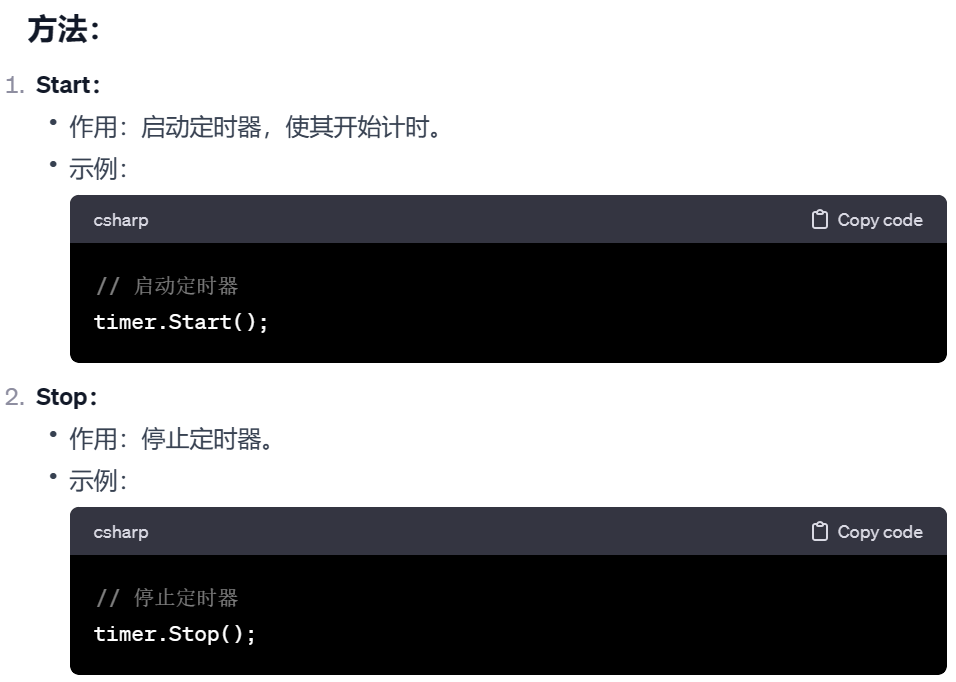 方法：
1. Start：
• 作用：启动定时器，使其开始计时。
• 示例：
csharp Copy code
// 启动定时器
timer.Start();
2. Stop：
• 作用：停止定时器。
• 示例：
csharp Copy code
// 停止定时器
timer.Stop();